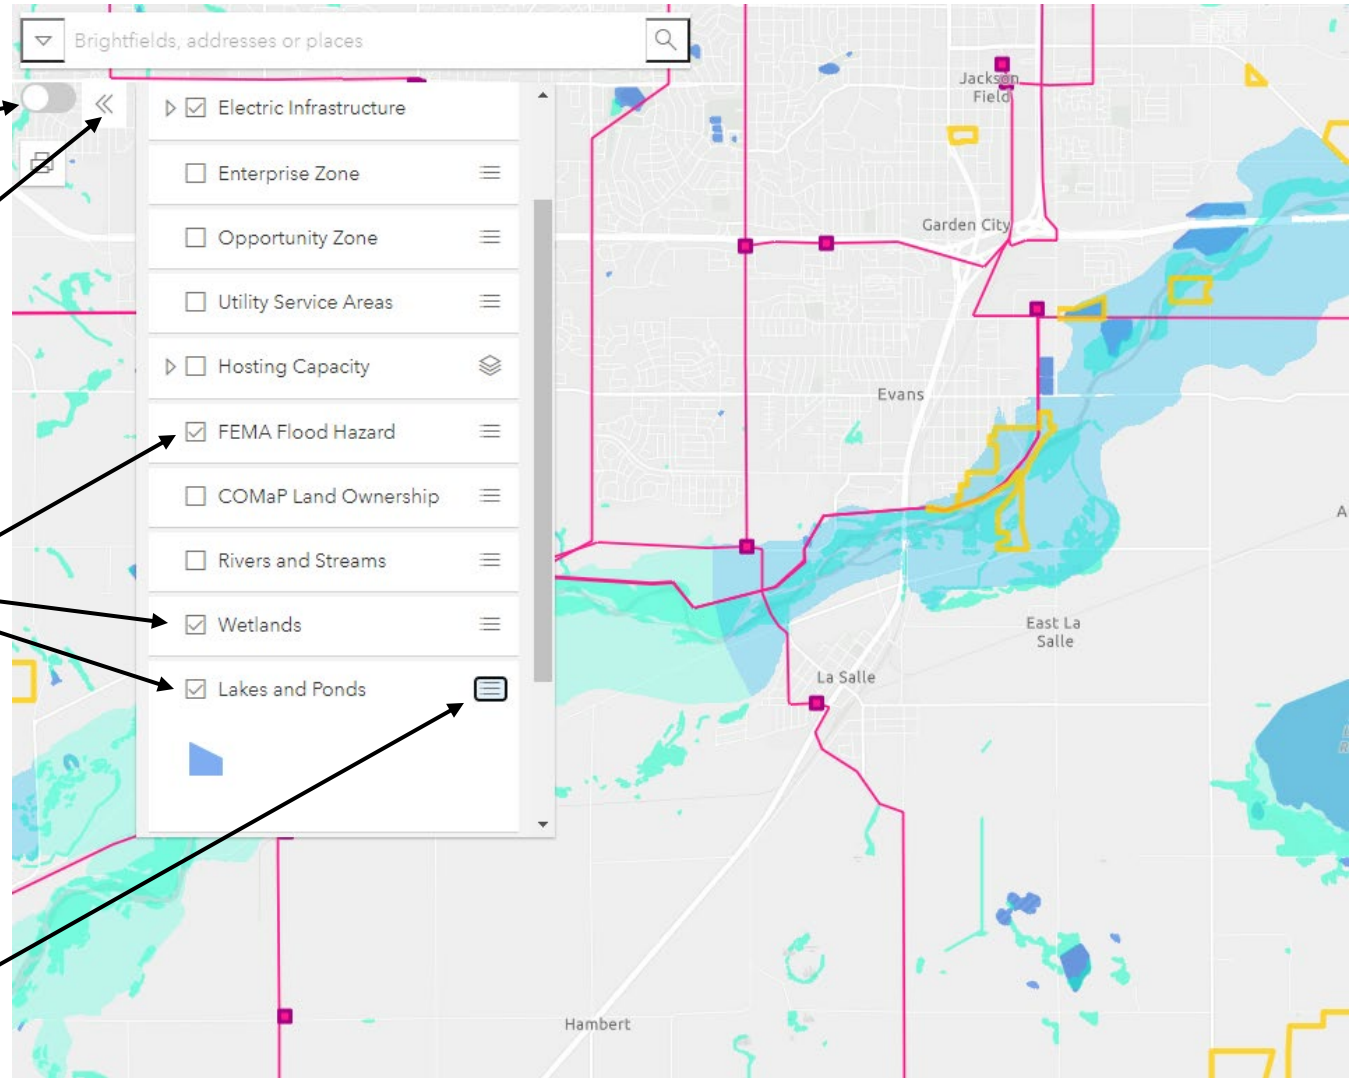 Brightfields, addresses or places
Electric Infrastructure
Enterprise Zone
Opportunity Zone
Utility Service Areas
Hosting Capacity
FEMA Flood Hazard
COMaP Land Ownership
Rivers and Streams
Wetlands
Lakes and Ponds
Jackson
Field
Garden City
Evans
A
East La
Salle
La Salle
Hambert